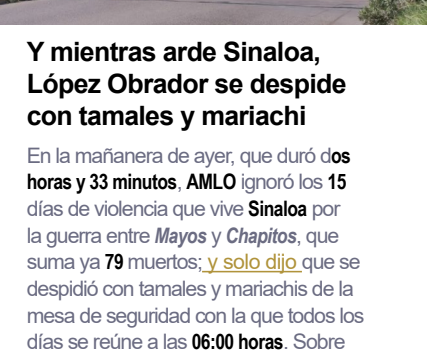 Y mientras arde Sinaloa,
López Obrador se despide
con tamales y mariachi
En la mañanera de ayer, que duró dos
horas y 33 minutos, AMLO ignoró los 15
días de violencia que vive Sinaloa por
la guerra entre Mayos y Chapitos, que
suma ya 79 muertos; y solo dijo que se
despidió con tamales y mariachis de la
mesa de seguridad con la que todos los
días se reúne a las 06:00 horas. Sobre